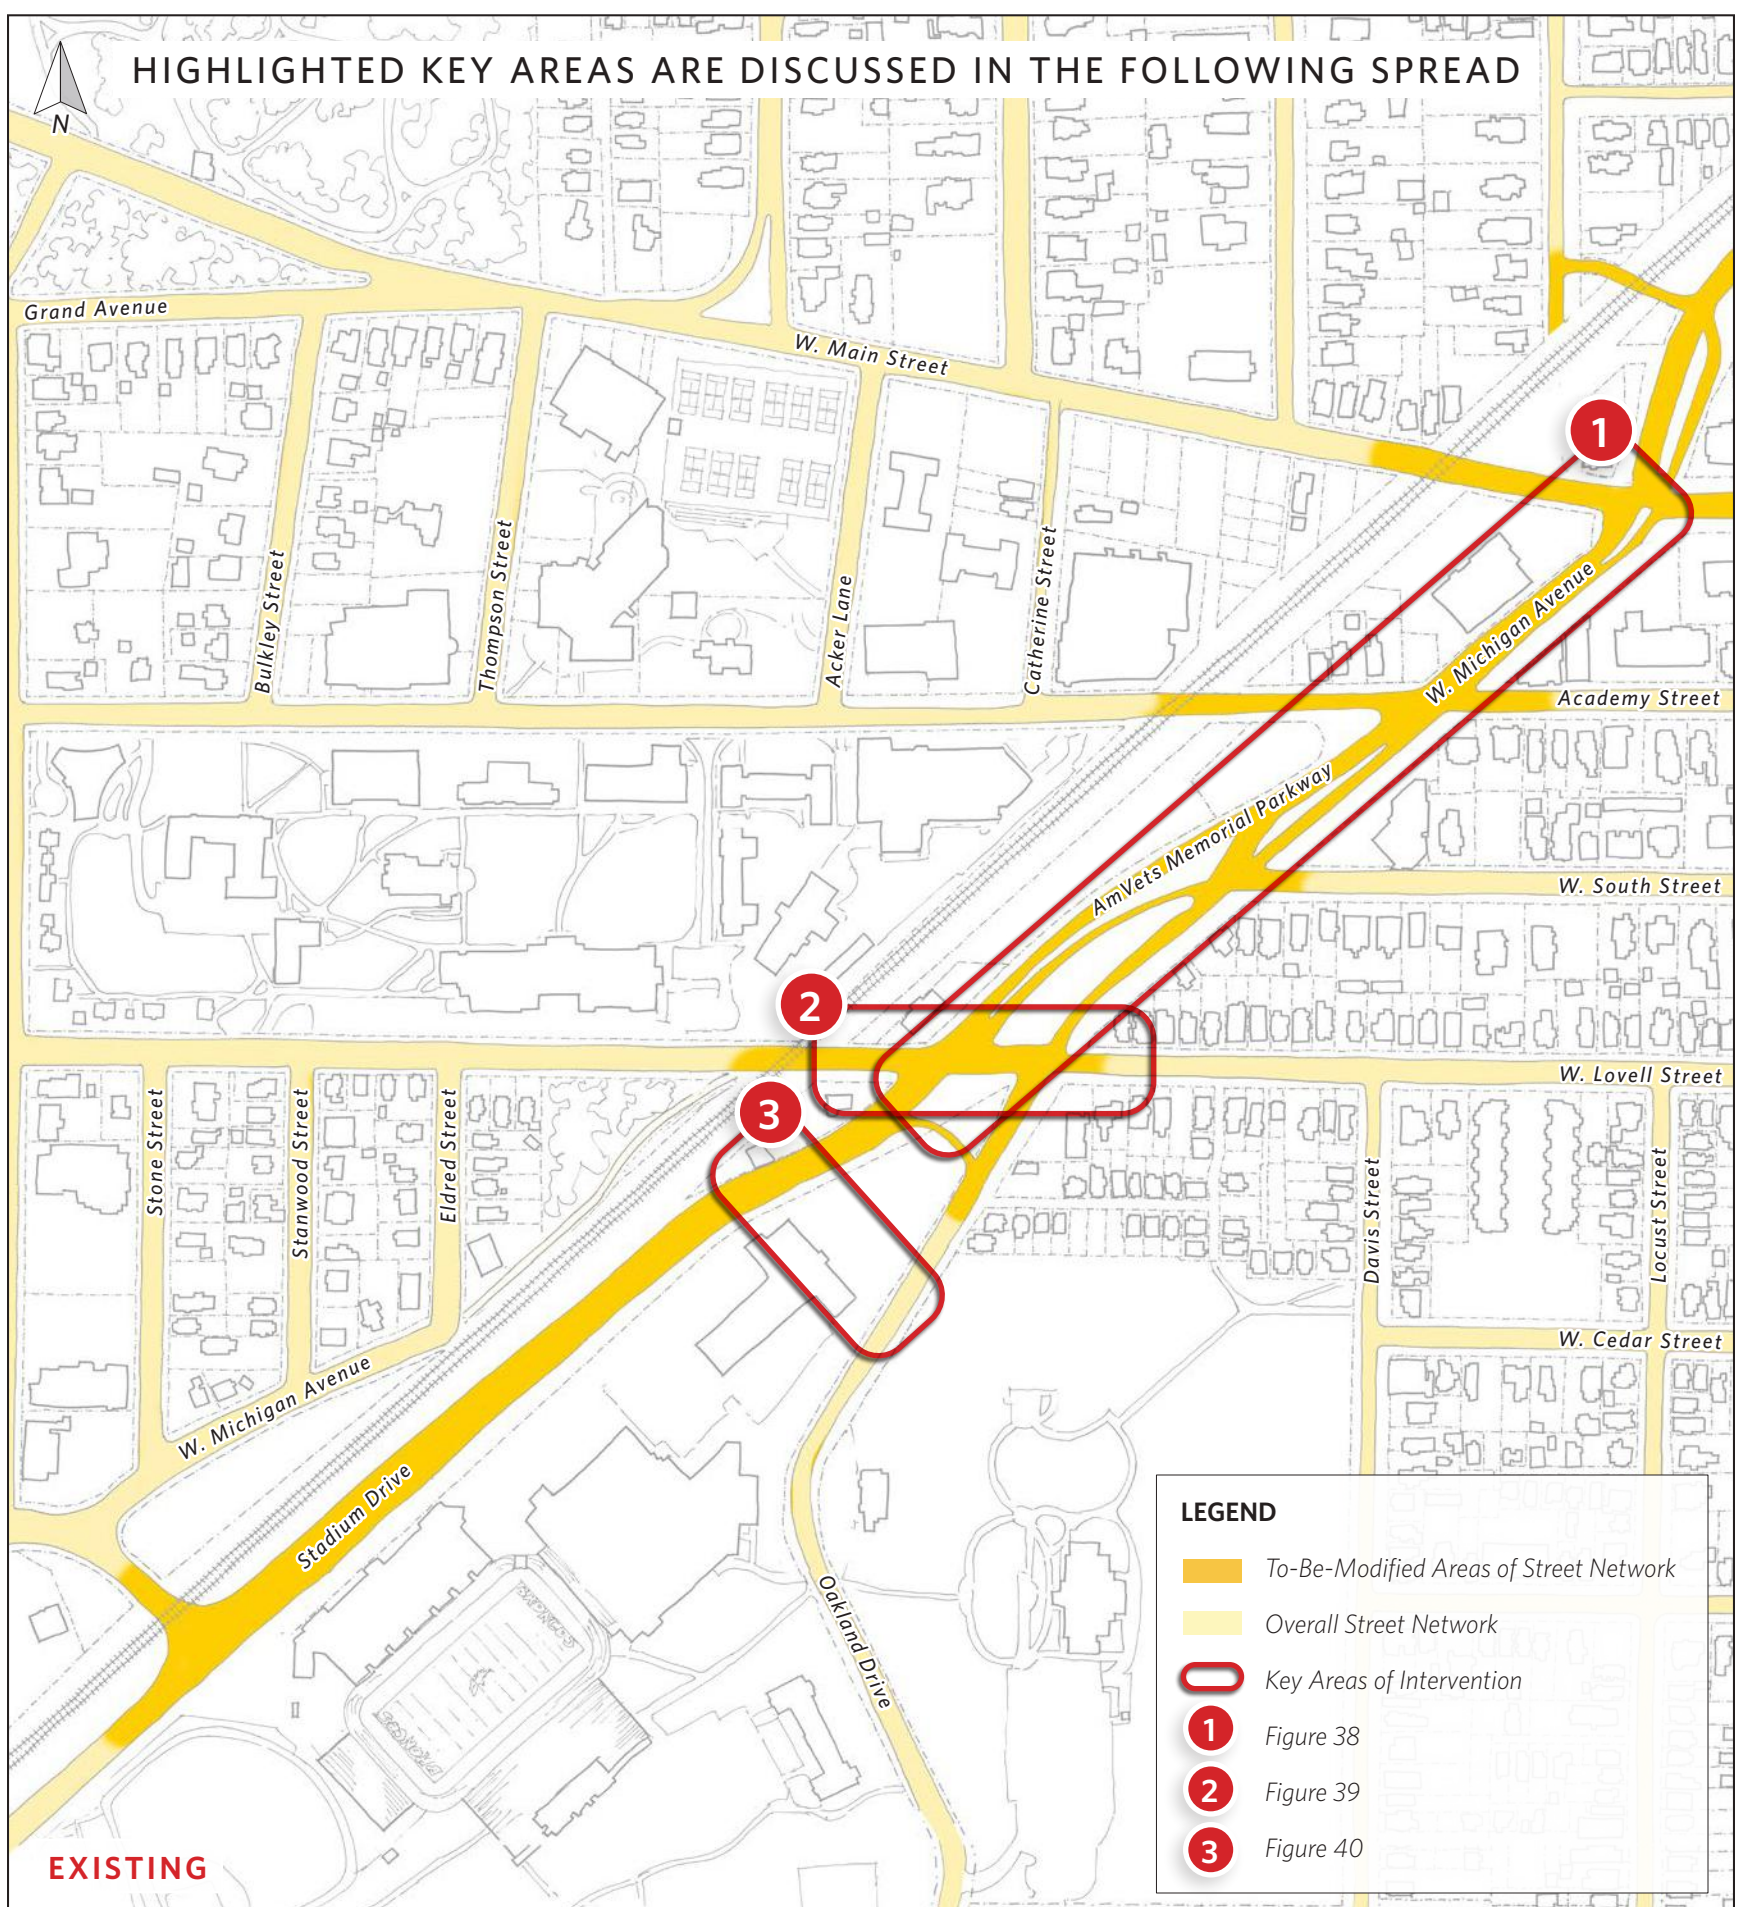 HIGHLIGHTED KEY AREAS ARE DISCUSSED IN THE FOLLOWING SPREAD
N
Grand Avenue
W. Main Street
1
Bulkley Street
Thompson Street
Acker Lane
Catherine Street
W. Michigan Avenue
Academy Street
AmVets Memorial Parkway
W. South Street
2
W. Lovell Street
3
Stone Street
Stanwood Street
Eldred Street
Davis Street
Locust Street
W. Cedar Street
W. Michigan Avenue
Stadium Drive
Oakland Drive
BRONCOS
BRONCOS
LEGEND
To-Be-Modified Areas of Street Network
Overall Street Network
Key Areas of Intervention
1 Figure 38
2 Figure 39
3 Figure 40
EXISTING